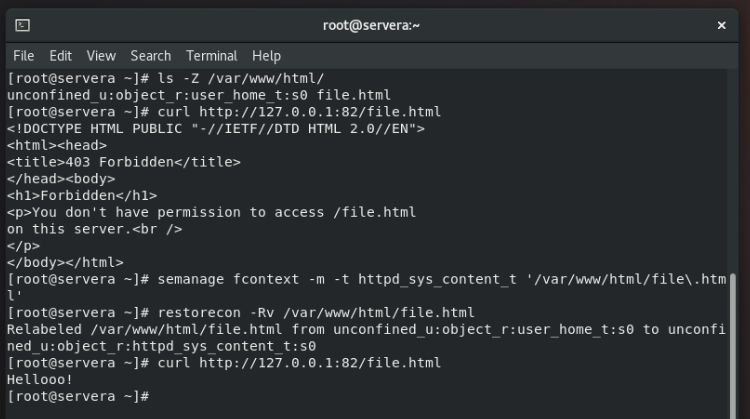 root@servera:~
File Edit View Search Terminal Help
[root@servera ~]# ls -Z /var/www/html/
unconfined_u:object_r:user_home_t:s0 file.html
[root@servera ~]# curl http://127.0.0.1:82/file.html
<!DOCTYPE HTML PUBLIC "-//IETF//DTD HTML 2.0//EN">
<html><head>
<title>403 Forbidden</title>
</head><body>
<h1>Forbidden</h1>
<p>You don't have permission to access /file.html
on this server.<br />
</p>
</body></html>
[root@servera ~]# semanage fcontext -m -t httpd_sys_content_t '/var/www/html/file\.htm
l'
[root@servera ~]# restorecon -Rv /var/www/html/file.html
Relabeled /var/www/html/file.html from unconfined_u:object_r:user_home_t:s0 to unconfi
ned_u:object_r:httpd_sys_content_t:s0
[root@servera ~]# curl http://127.0.0.1:82/file.html
Hellooo!
[root@servera ~]#